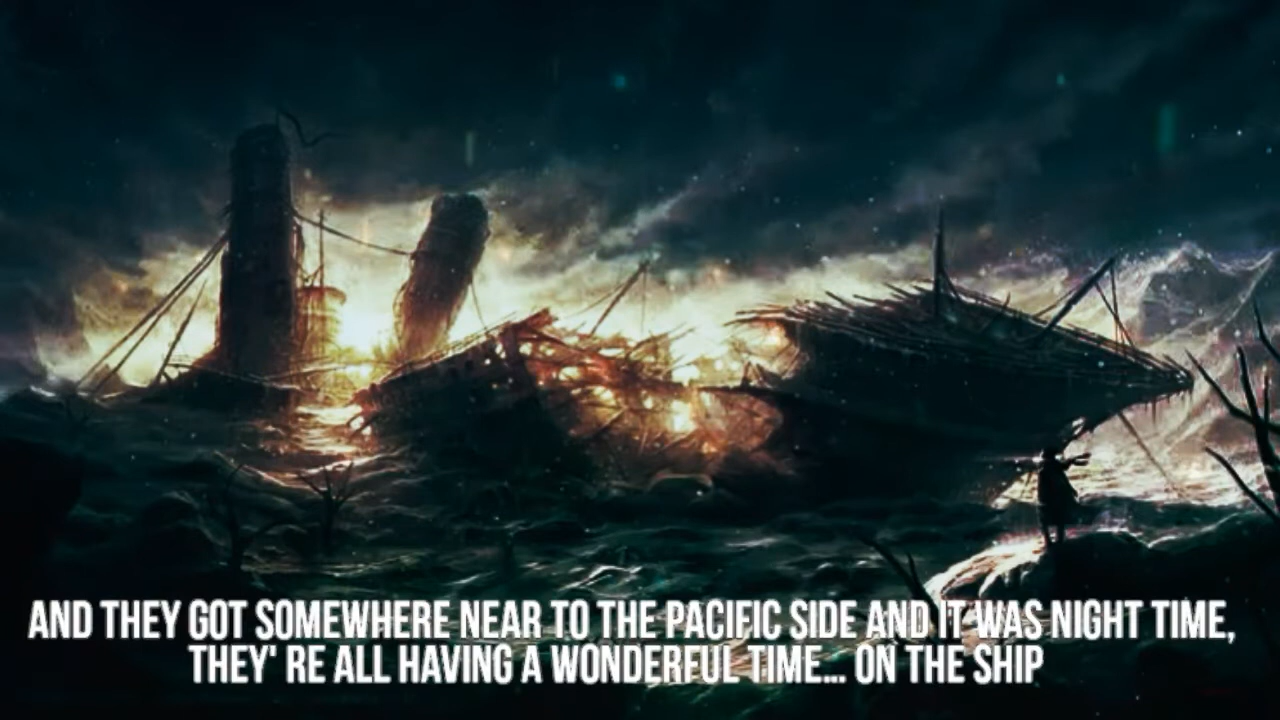 AND THEY GOT SOMEWHERE NEAR TO THE PACIFIC SIDE AND IT WAS NIGHT TIME,
THEY' RE ALL HAVING A WONDERFUL TIME... ON THE SHIP